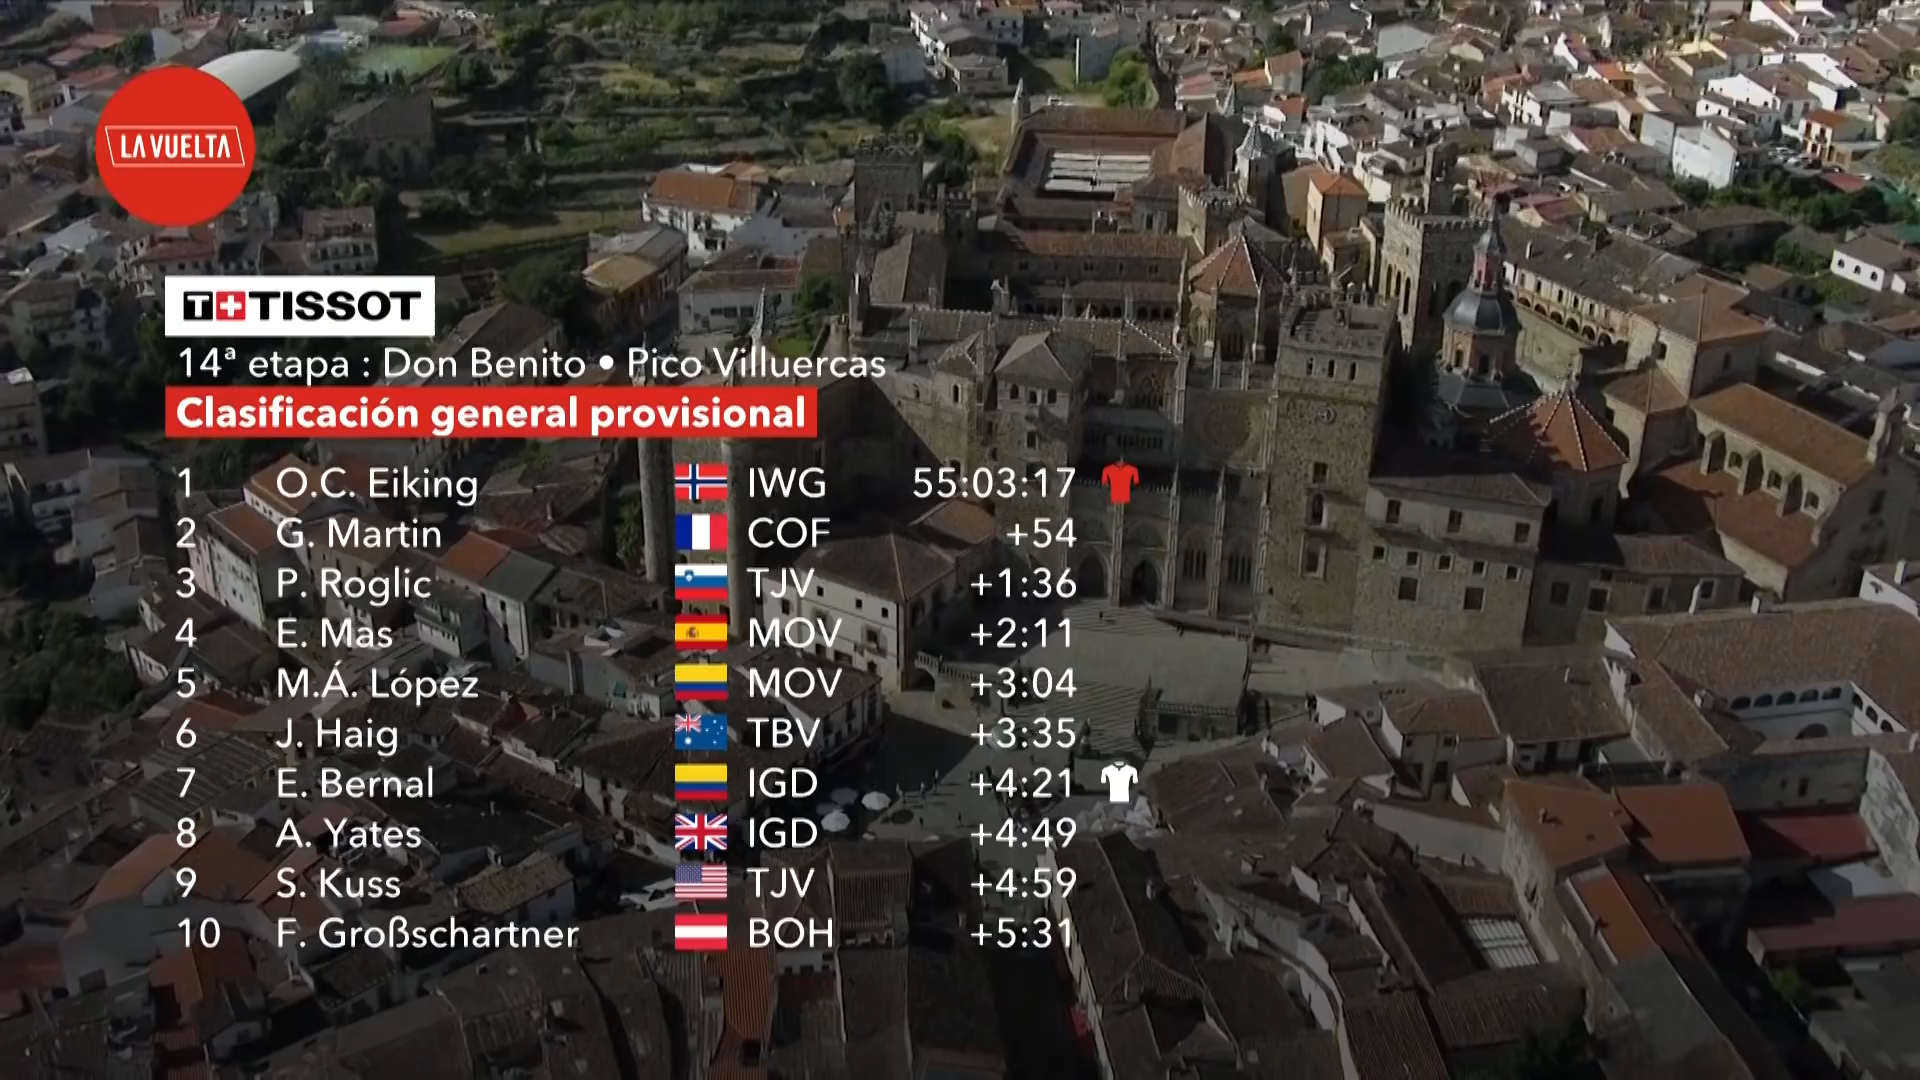 LA VUELTA
T+TISSOT
14ª etapa : Don Benito • Pico Villuercas
Clasificación general provisional
1 O.C. Eiking IWG 55:03:17
2 G. Martin COF +54
3 P. Roglic TJV +1:36
4 E. Mas MOV +2:11
5 M.Á. López MOV +3:04
6 J. Haig TBV +3:35
7 E. Bernal IGD +4:21
8 A. Yates IGD +4:49
9 S. Kuss TJV +4:59
10 F. Großschartner BOH +5:31